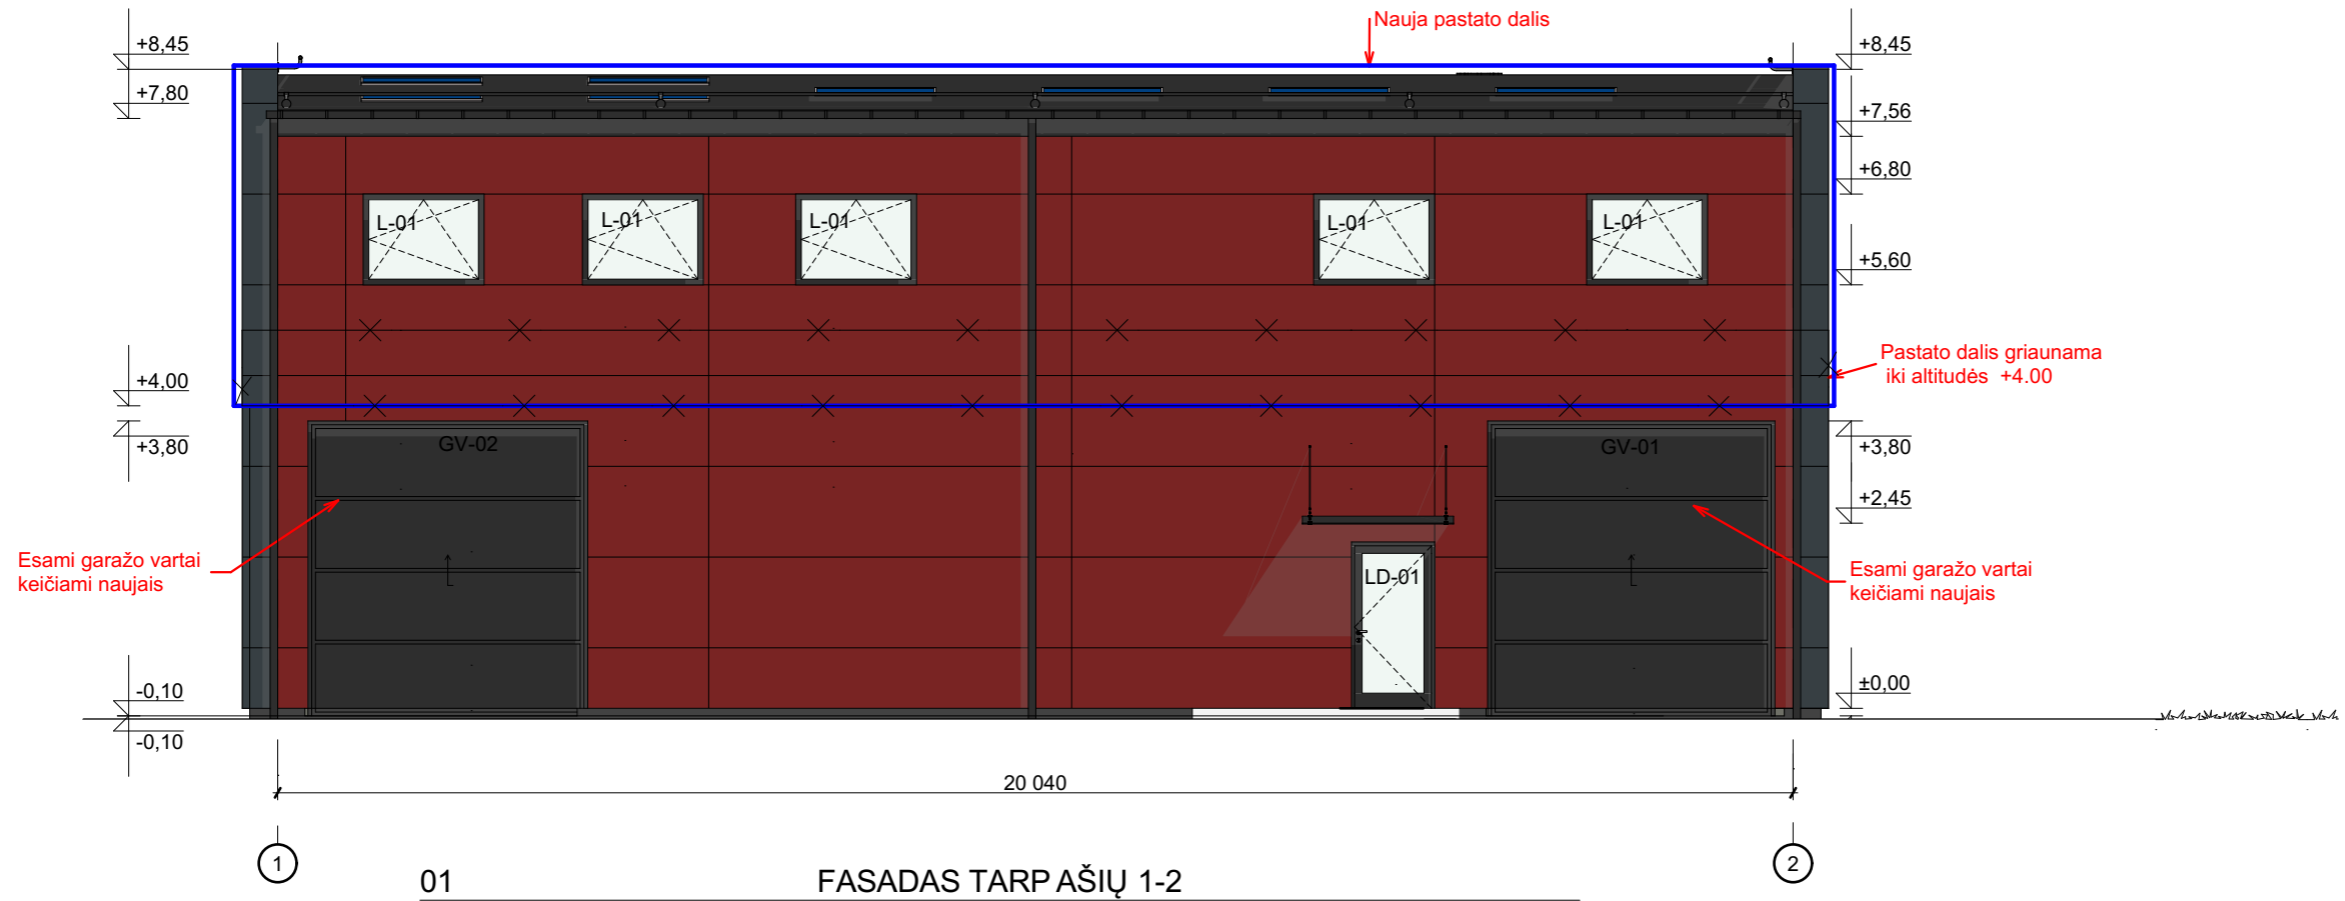 Nauja pastato dalis
+8,45
+8,45
+7,80
+7,56
+6,80
L-01
L-01
L-01
L-01
L-01
+5,60
Pastato dalis griaunama
iki altitudės +4.00
+4,00
+3,80
GV-02
GV-01
+3,80
+2,45
Esami garažo vartai
keičiami naujais
LD-01
Esami garažo vartai
keičiami naujais
-0,10
±0,00
-0,10
20 040
1
2
01 FASADAS TARP AŠIŲ 1-2